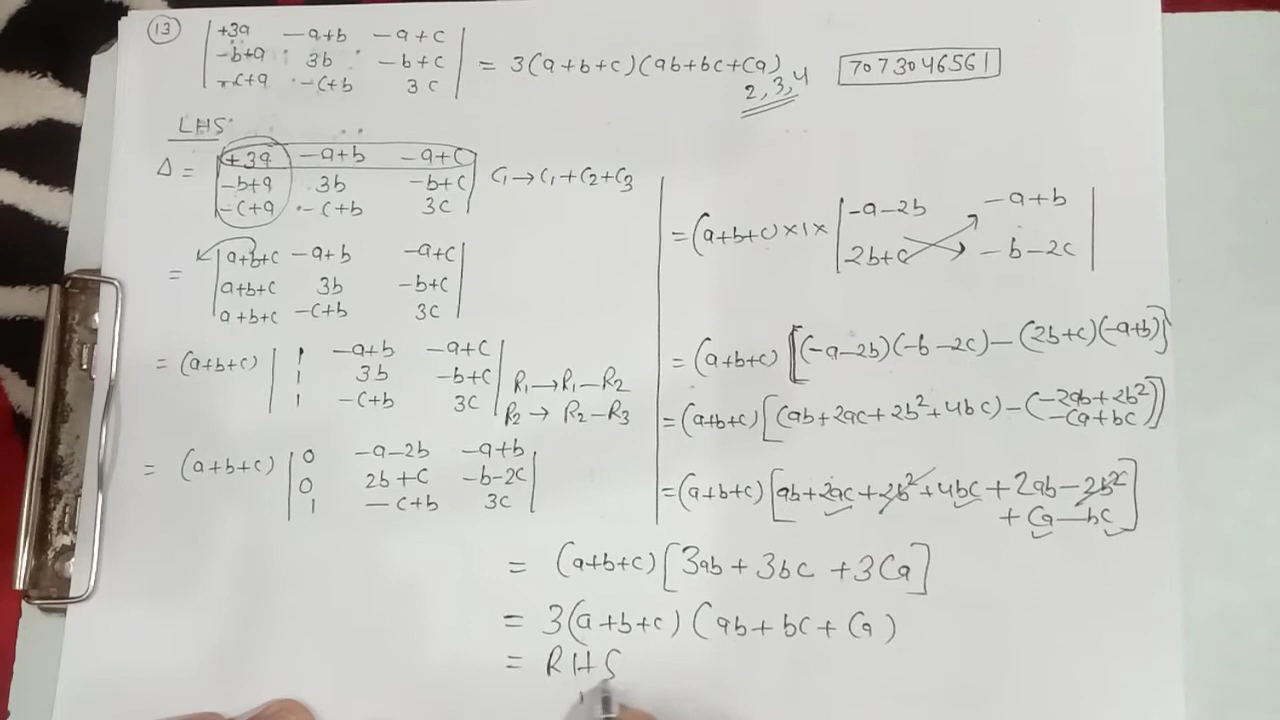 (13) | +3a -a+b -a+c |
| -b+a 3b -b+c | = 3(a+b+c)(ab+bc+ca) 7073046561
| -c+a -c+b 3c |
2,3,4
LHS
Δ = | +3a -a+b -a+c |
| -b+a 3b -b+c | C1→C1+C2+C3
| -c+a -c+b 3c |
= | a+b+c -a+b -a+c |
| a+b+c 3b -b+c |
| a+b+c -c+b 3c |
= (a+b+c) | 1 -a+b -a+c |
| 1 3b -b+c | R1→R1-R2
| 1 -c+b 3c | R2→R2-R3
= (a+b+c) | 0 -a-2b -a+b |
| 0 2b+c -b-2c |
| 1 -c+b 3c |
= (a+b+c)×1× | -a-2b -a+b |
| 2b+c -b-2c |
= (a+b+c) [(-a-2b)(-b-2c)-(2b+c)(-a+b)}
= (a+b+c) [(ab+2ac+2b²+4bc)-(-2ab+2b²
-ca+bc)]
= (a+b+c) [ab+2ac+2b²+4bc+2ab-2b²
+ca-bc]
= (a+b+c) [3ab+3bc+3ca]
= 3(a+b+c) (ab+bc+ca)
= RHS